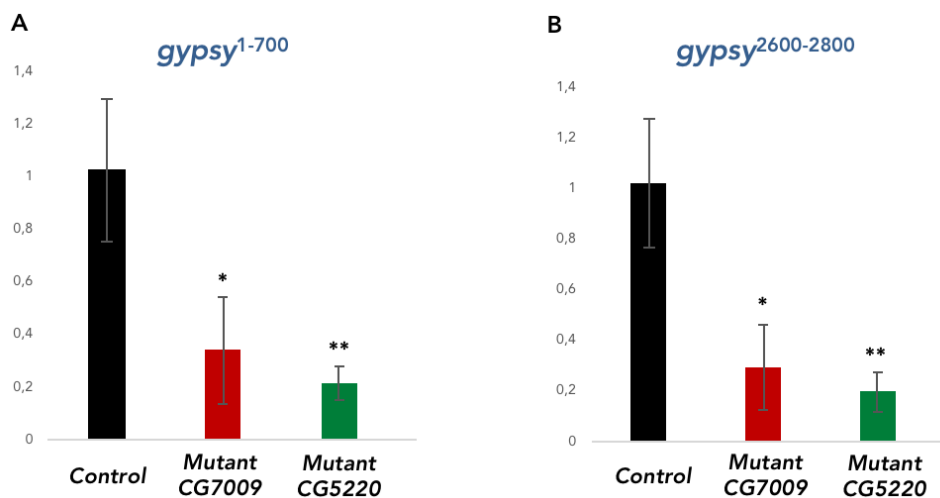 A
gypsy1-700
1,4
1,2
1
0,8
0,6
0,4
0,2
0
*
**
Control
Mutant
CG7009
Mutant
CG5220
B
gypsy2600-2800
1,4
1,2
1
0,8
0,6
0,4
0,2
0
*
**
Control
Mutant
CG7009
Mutant
CG5220